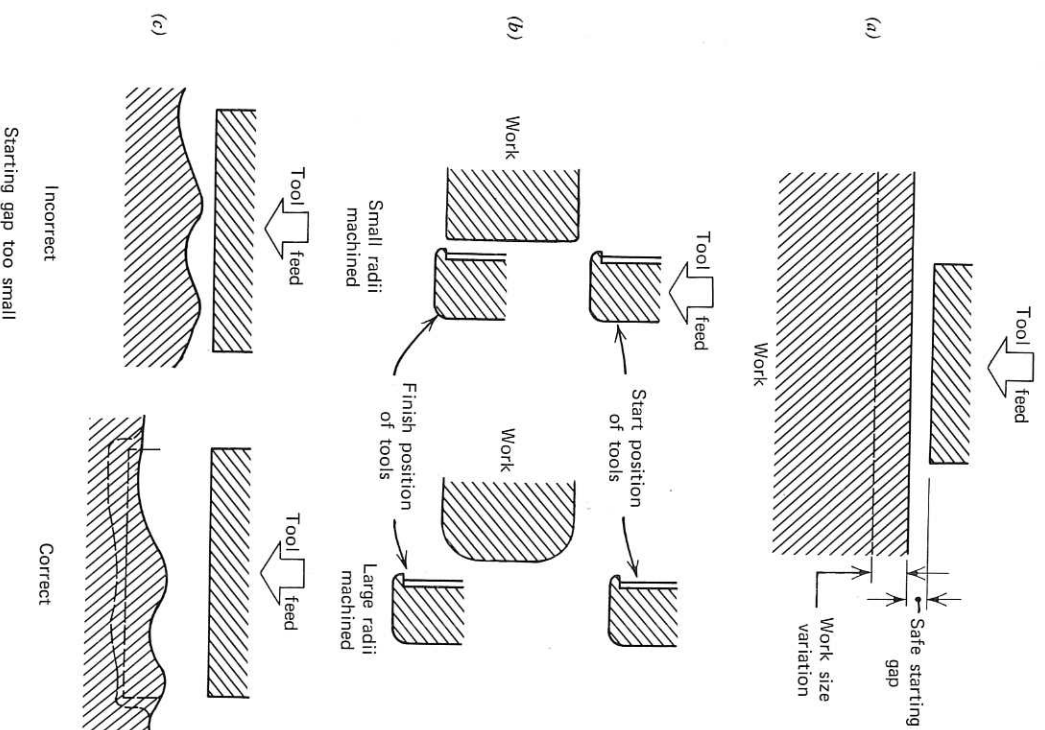 (a)
Tool
feed
Work
Safe starting
gap
Work size
variation
(b)
Tool
feed
Start position
of tools
Work
Work
Finish position
of tools
Small radii
machined
Large radii
machined
(c)
Tool
feed
Tool
feed
Incorrect
Correct
Starting gap too small